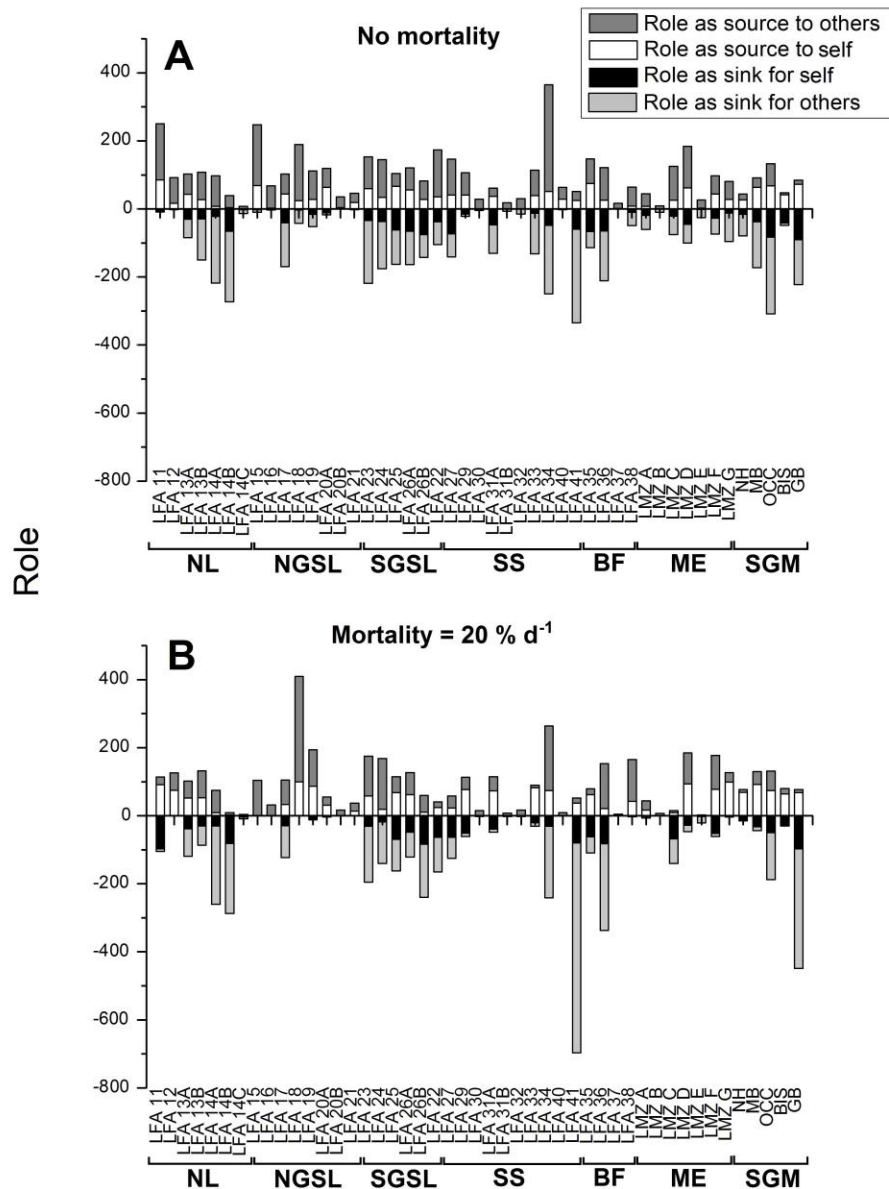 A
No mortality
Role as source to others
Role as source to self
Role as sink for self
Role as sink for others
400
200
0
-200
-400
-600
-800
LFA 11
LFA 12
LFA 13A
LFA 13B
LFA 14A
LFA 14B
LFA 14C
LFA 15
LFA 16
LFA 17
LFA 18
LFA 19
LFA 20A
LFA 20B
LFA 21
LFA 23
LFA 24
LFA 25
LFA 26A
LFA 26B
LFA 22
LFA 27
LFA 29
LFA 30
LFA 31A
LFA 31B
LFA 32
LFA 33
LFA 34
LFA 40
LFA 41
LFA 35
LFA 36
LFA 37
LFA 38
LMZ A
LMZ B
LMZ C
LMZ D
LMZ E
LMZ F
LMZ G
NH
MB
OCC
BIS
GB
NL NGSL SGSL SS BF ME SGM
Role
B
Mortality = 20 % d-1
400
200
0
-200
-400
-600
-800
LFA 11
LFA 12
LFA 13A
LFA 13B
LFA 14A
LFA 14B
LFA 14C
LFA 15
LFA 16
LFA 17
LFA 18
LFA 19
LFA 20A
LFA 20B
LFA 21
LFA 23
LFA 24
LFA 25
LFA 26A
LFA 26B
LFA 22
LFA 27
LFA 29
LFA 30
LFA 31A
LFA 31B
LFA 32
LFA 33
LFA 34
LFA 40
LFA 41
LFA 35
LFA 36
LFA 37
LFA 38
LMZ A
LMZ B
LMZ C
LMZ D
LMZ E
LMZ F
LMZ G
NH
MB
OCC
BIS
GB
NL NGSL SGSL SS BF ME SGM